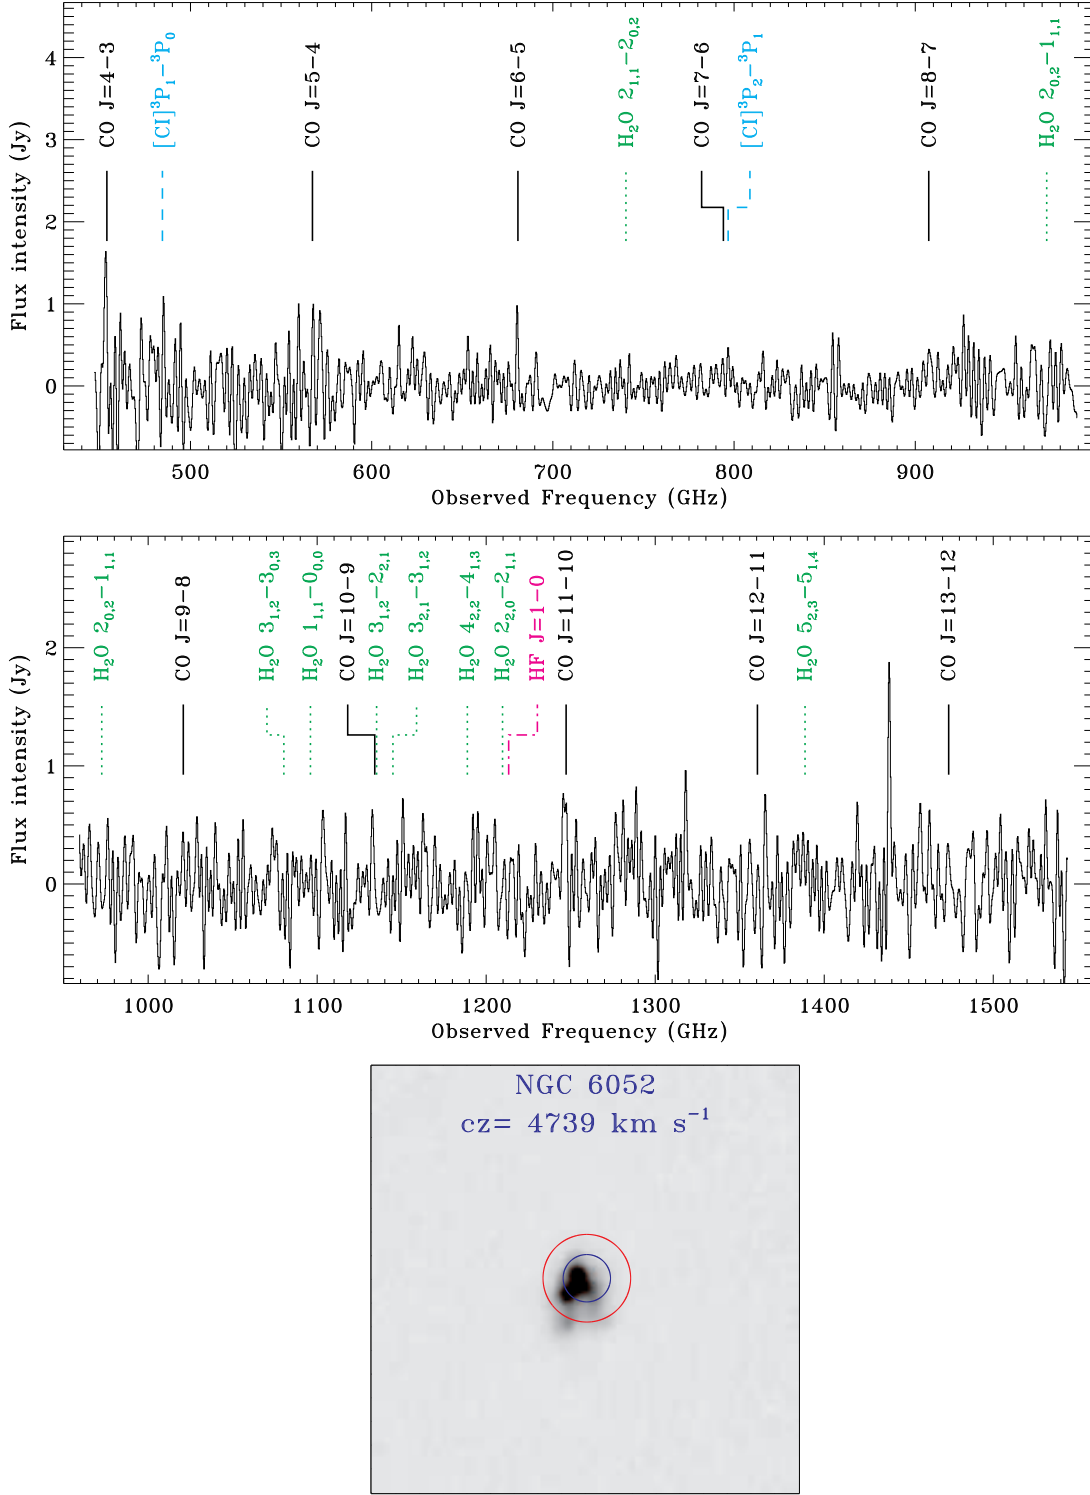 CO J=4−3
[CI]³P₁−³P₀
CO J=5−4
CO J=6−5
H₂O 2₁,₁−2₀,₂
CO J=7−6
[CI]³P₂−³P₁
CO J=8−7
H₂O 2₀,₂−1₁,₁
Flux intensity (Jy)
4
3
2
1
0
500 600 700 800 900
Observed Frequency (GHz)
H₂O 2₀,₂−1₁,₁
CO J=9−8
H₂O 3₁,₂−3₀,₃
H₂O 1₁,₁−0₀,₀
CO J=10−9
H₂O 3₁,₂−2₂,₁
H₂O 3₂,₁−3₁,₂
H₂O 4₂,₂−4₁,₃
H₂O 2₂,₀−2₁,₁
HF J=1−0
CO J=11−10
CO J=12−11
H₂O 5₂,₃−5₁,₄
CO J=13−12
Flux intensity (Jy)
2
1
0
1000 1100 1200 1300 1400 1500
Observed Frequency (GHz)
NGC 6052
cz= 4739 km s⁻¹